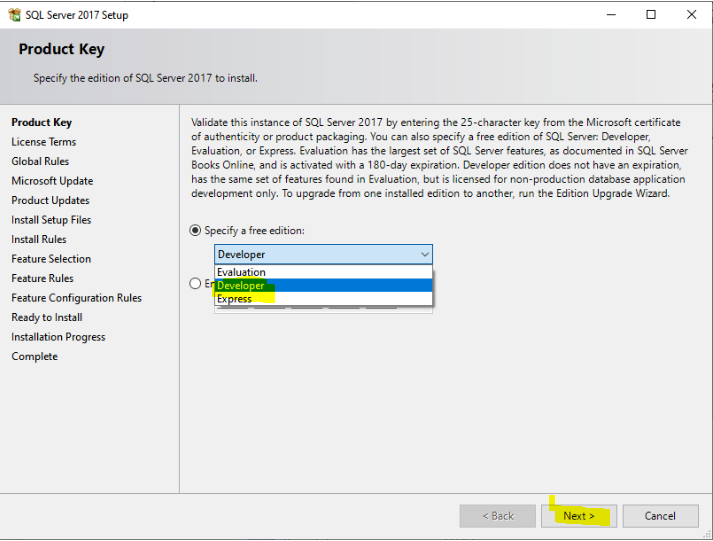 SQL Server 2017 Setup
Product Key
Specify the edition of SQL Server 2017 to install.
Product Key
License Terms
Global Rules
Microsoft Update
Product Updates
Install Setup Files
Install Rules
Feature Selection
Feature Rules
Feature Configuration Rules
Ready to Install
Installation Progress
Complete
Validate this instance of SQL Server 2017 by entering the 25-character key from the Microsoft certificate
of authenticity or product packaging. You can also specify a free edition of SQL Server: Developer,
Evaluation, or Express. Evaluation has the largest set of SQL Server features, as documented in SQL Server
Books Online, and is activated with a 180-day expiration. Developer edition does not have an expiration,
has the same set of features found in Evaluation, but is licensed for non-production database application
development only. To upgrade from one installed edition to another, run the Edition Upgrade Wizard.
Specify a free edition:
Developer
Evaluation
Developer
Express
< Back
Next >
Cancel